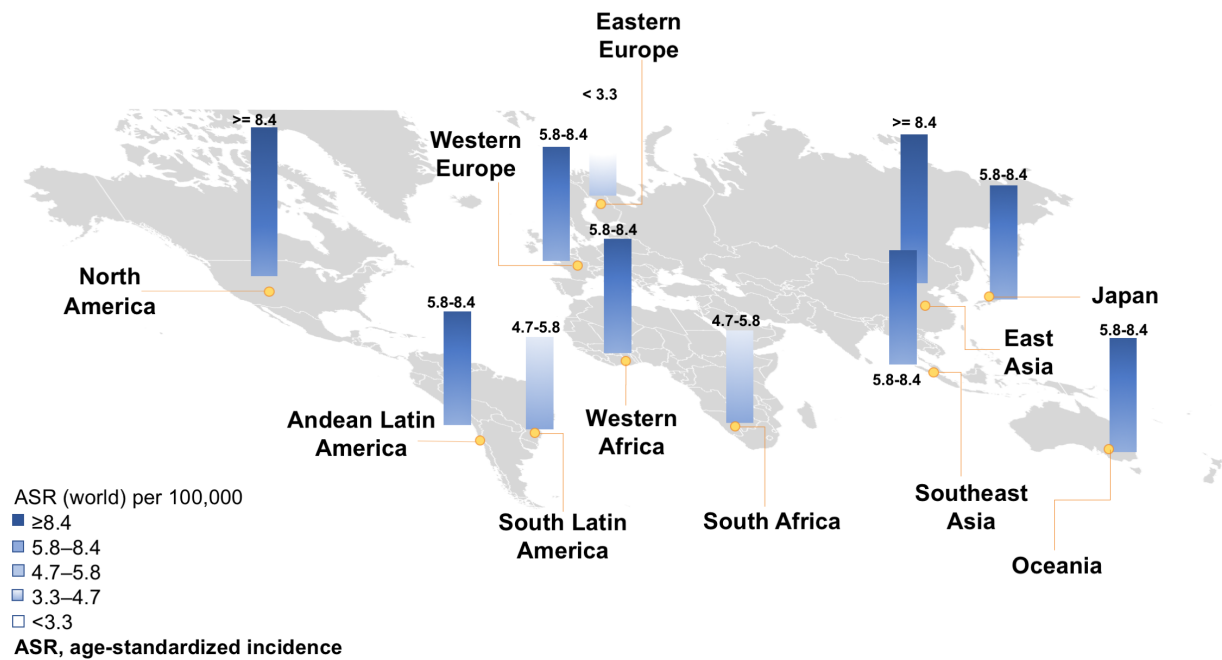 Eastern
Europe
< 3.3
>= 8.4
Western
Europe
5.8-8.4
>= 8.4
5.8-8.4
5.8-8.4
North
America
Japan
5.8-8.4
4.7-5.8
4.7-5.8
5.8-8.4
East
Asia
5.8-8.4
Andean Latin
America
Western
Africa
Southeast
Asia
South Latin
America
South Africa
Oceania
ASR (world) per 100,000
≥8.4
5.8–8.4
4.7–5.8
3.3–4.7
<3.3
ASR, age-standardized incidence